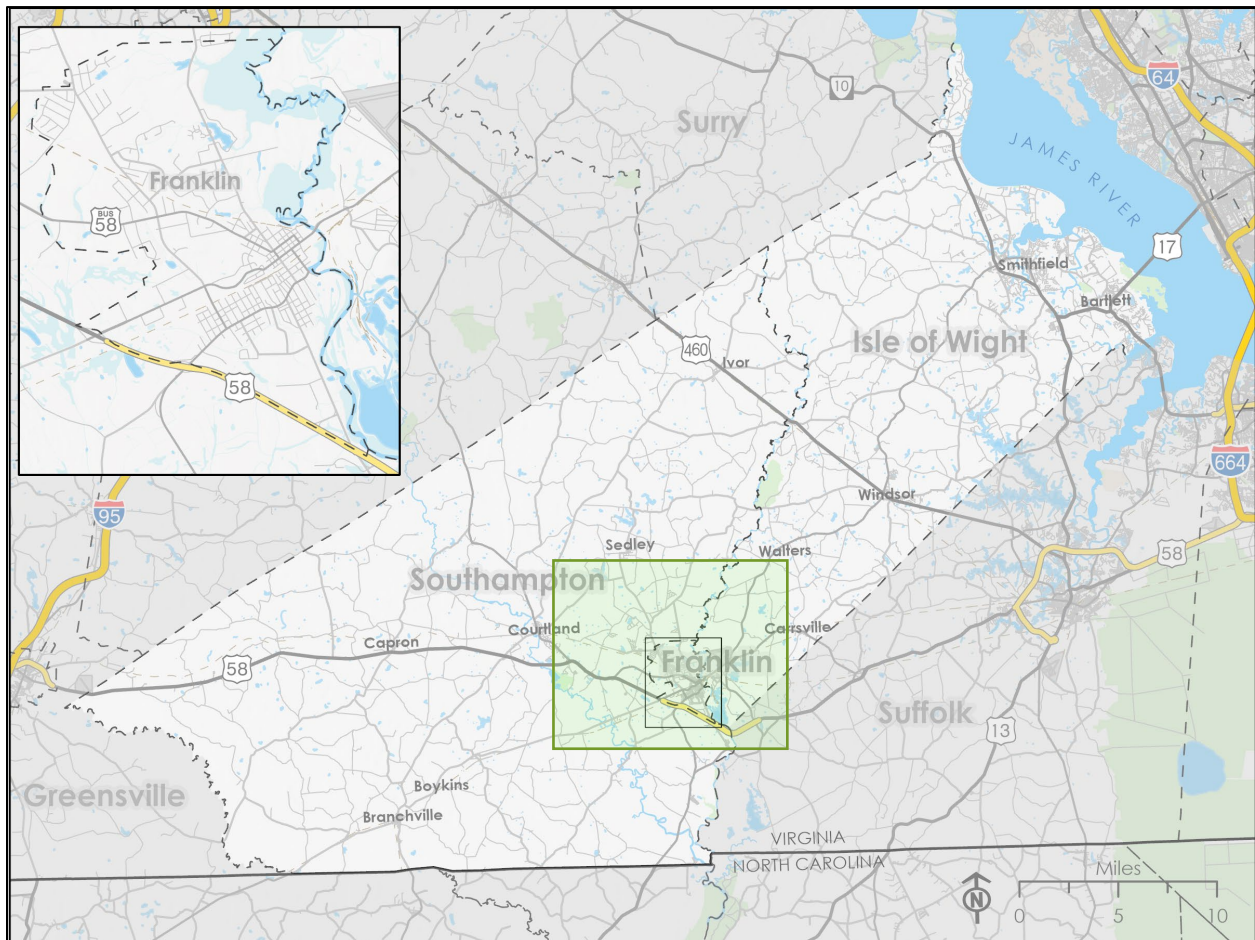 Franklin
BUS
58
58
Surry
10
64
JAMES RIVER
17
Smithfield
Bartlett
Isle of Wight
460
Ivor
Windsor
664
95
58
Sedley
Walters
Southampton
Courtland
Carrsville
Capron
58
Franklin
Suffolk
13
Greensville
Boykins
Branchville
VIRGINIA
NORTH CAROLINA
Miles
N
0 5 10